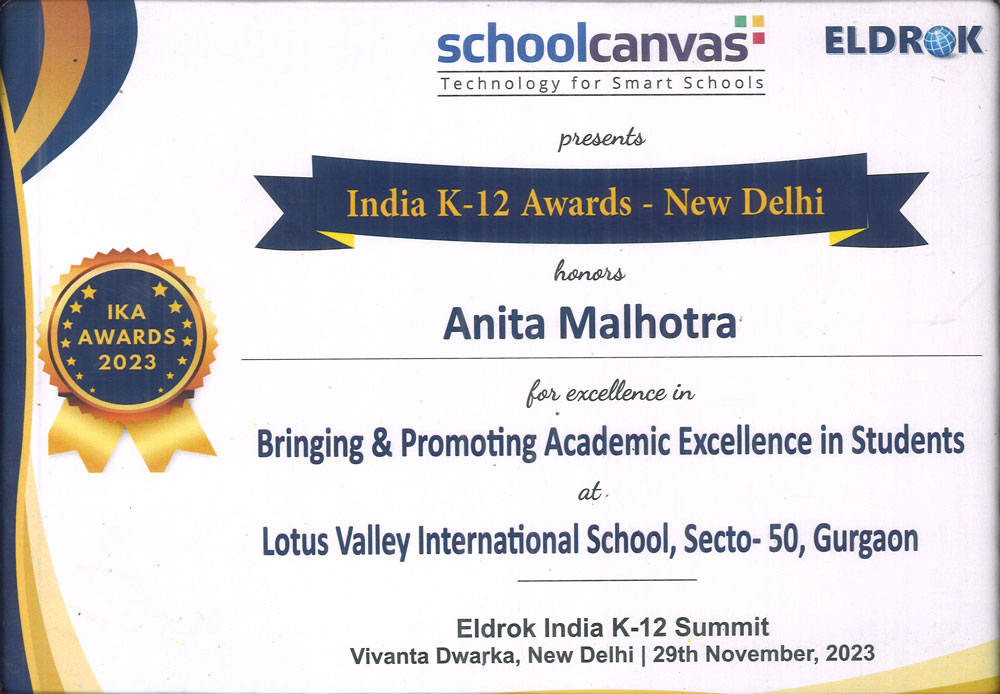 schoolcanvas
Technology for Smart Schools
ELDROK
presents
India K-12 Awards - New Delhi
honors
Anita Malhotra
IKA
AWARDS
2023
for excellence in
Bringing & Promoting Academic Excellence in Students
at
Lotus Valley International School, Secto- 50, Gurgaon
Eldrok India K-12 Summit
Vivanta Dwarka, New Delhi | 29th November, 2023